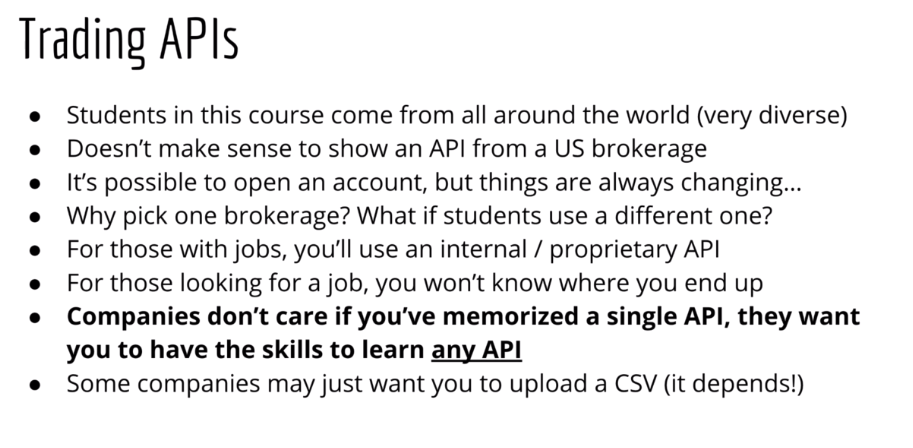 Trading APIs
● Students in this course come from all around the world (very diverse)
● Doesn’t make sense to show an API from a US brokerage
● It’s possible to open an account, but things are always changing...
● Why pick one brokerage? What if students use a different one?
● For those with jobs, you’ll use an internal / proprietary API
● For those looking for a job, you won’t know where you end up
● Companies don’t care if you’ve memorized a single API, they want
you to have the skills to learn any API
● Some companies may just want you to upload a CSV (it depends!)